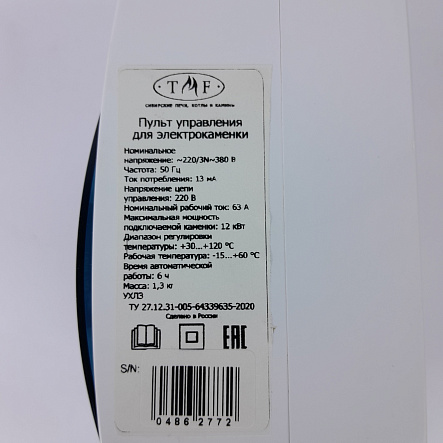 TMF
СИБИРСКИЕ ПЕЧИ, КОТЛЫ И КАМИНЫ
Пульт управления
для электрокаменки
Номинальное
напряжение: ~220/3N~380 В
Частота: 50 Гц
Ток потребления: 13 мА
Напряжение цепи
управления: 220 В
Номинальный рабочий ток: 63 А
Максимальная мощность
подключаемой каменки: 12 кВт
Диапазон регулировки
температуры: +30...+120 °С
Рабочая температура: -15...+60 °С
Время автоматической
работы: 6 ч
Масса: 1,3 кг
УХЛ3
ТУ 27.12.31-005-64339635-2020
Сделано в России
ЕАС
S/N:
04862772